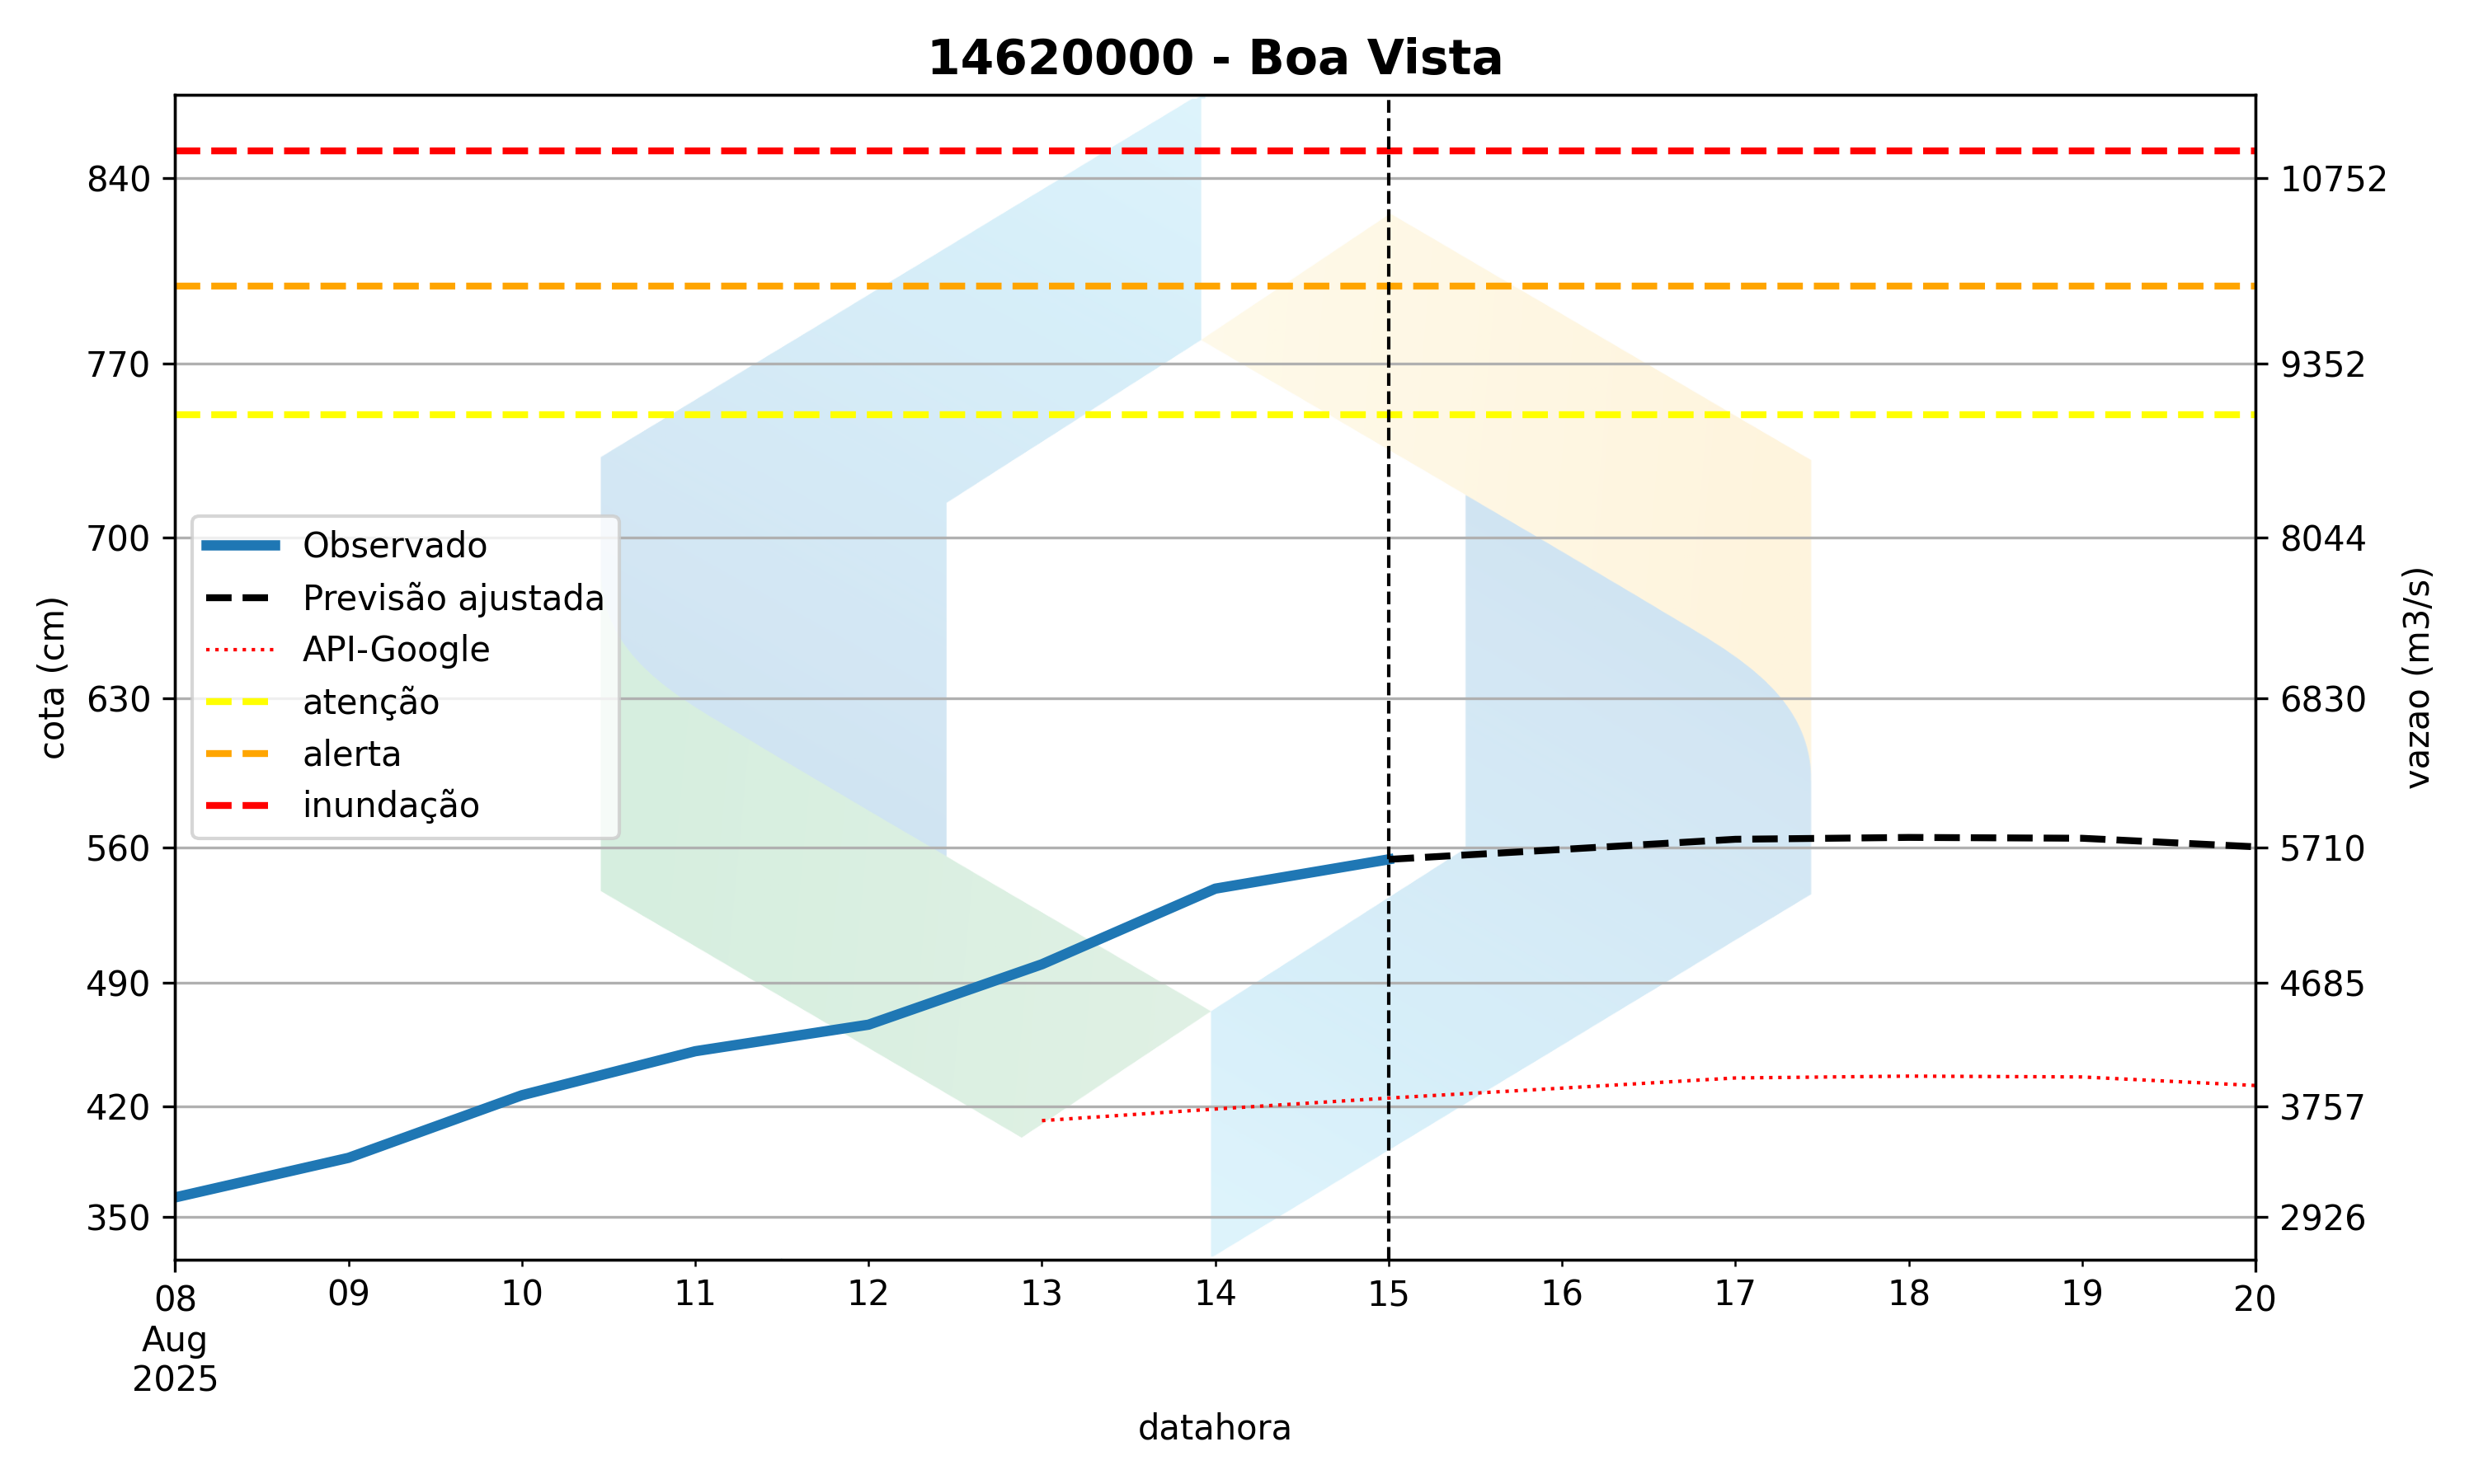 14620000 - Boa Vista
840
770
700
630
560
490
420
350
cota (cm)
Observado
Previsão ajustada
API-Google
atenção
alerta
inundação
10752
9352
8044
6830
5710
4685
3757
2926
vazao (m3/s)
08 09 10 11 12 13 14 15 16 17 18 19 20
Aug
2025
datahora